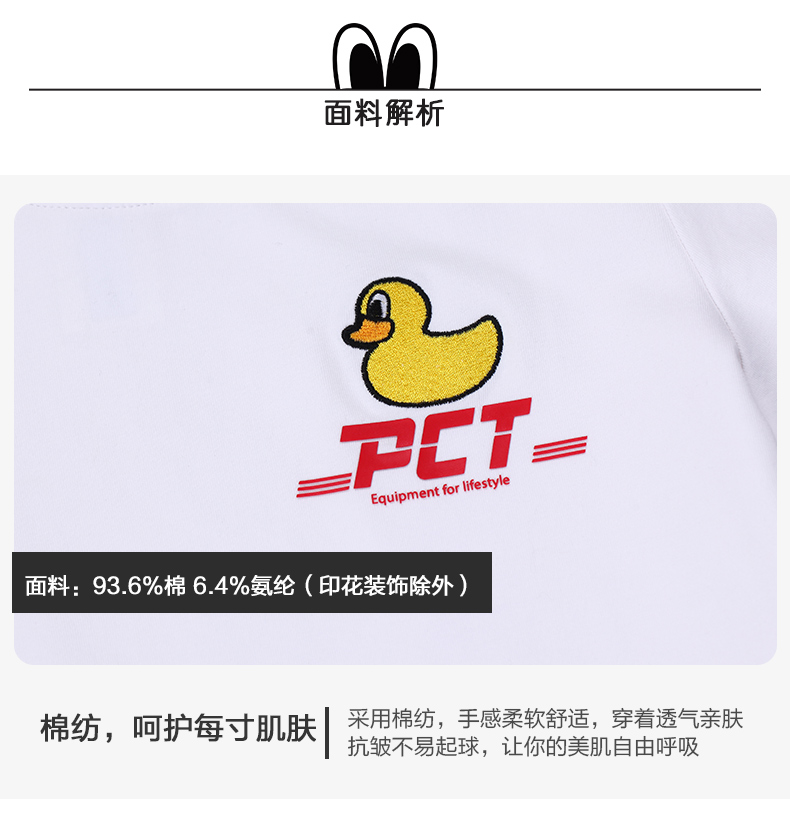 面料解析
PCT
Equipment for lifestyle
面料：93.6%棉 6.4%氨纶（印花装饰除外）
棉纺，呵护每寸肌肤
采用棉纺，手感柔软舒适，穿着透气亲肤
抗皱不易起球，让你的美肌自由呼吸